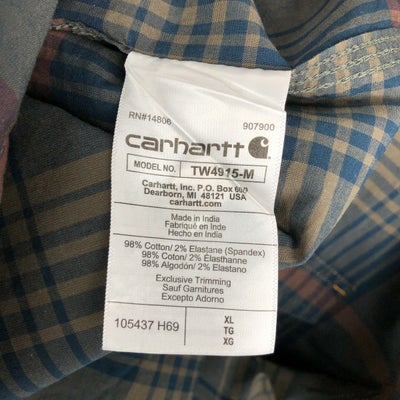 RN#14806 907900
carhartt
MODEL NO. TW4915-M
Carhartt, Inc. P.O. Box 600
Dearborn, MI 48121 USA
carhartt.com
Made in India
Fabriqué en Inde
Hecho en India
98% Cotton/ 2% Elastane (Spandex)
98% Coton/ 2% Élasthanne
98% Algodón/ 2% Elastano
Exclusive Trimming
Sauf Garnitures
Excepto Adorno
105437 H69
XL
TG
XG